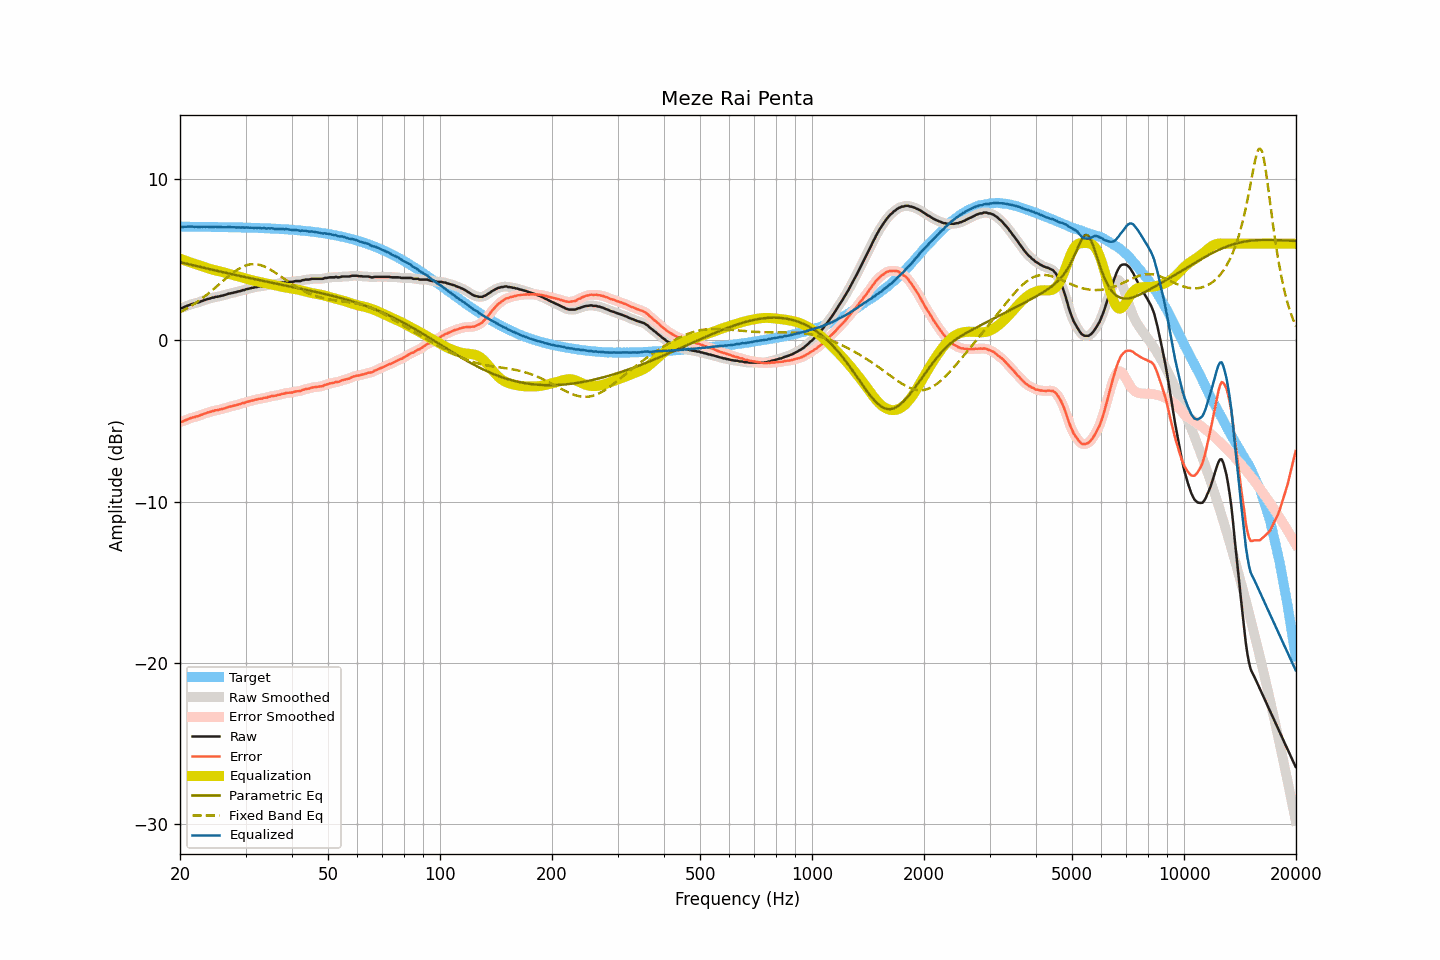 Meze Rai Penta
Amplitude (dBr)
10
0
−10
−20
−30
Target
Raw Smoothed
Error Smoothed
Raw
Error
Equalization
Parametric Eq
Fixed Band Eq
Equalized
20 50 100 200 500 1000 2000 5000 10000 20000
Frequency (Hz)